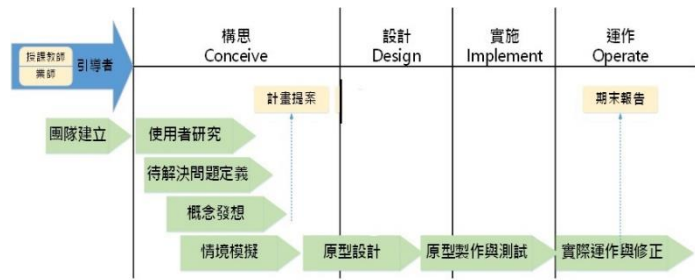 構思
Conceive
設計
Design
實施
Implement
運作
Operate
授課教師
業師
引導者
計畫提案
期末報告
團隊建立
使用者研究
待解決問題定義
概念發想
情境模擬
原型設計
原型製作與測試
實際運作與修正